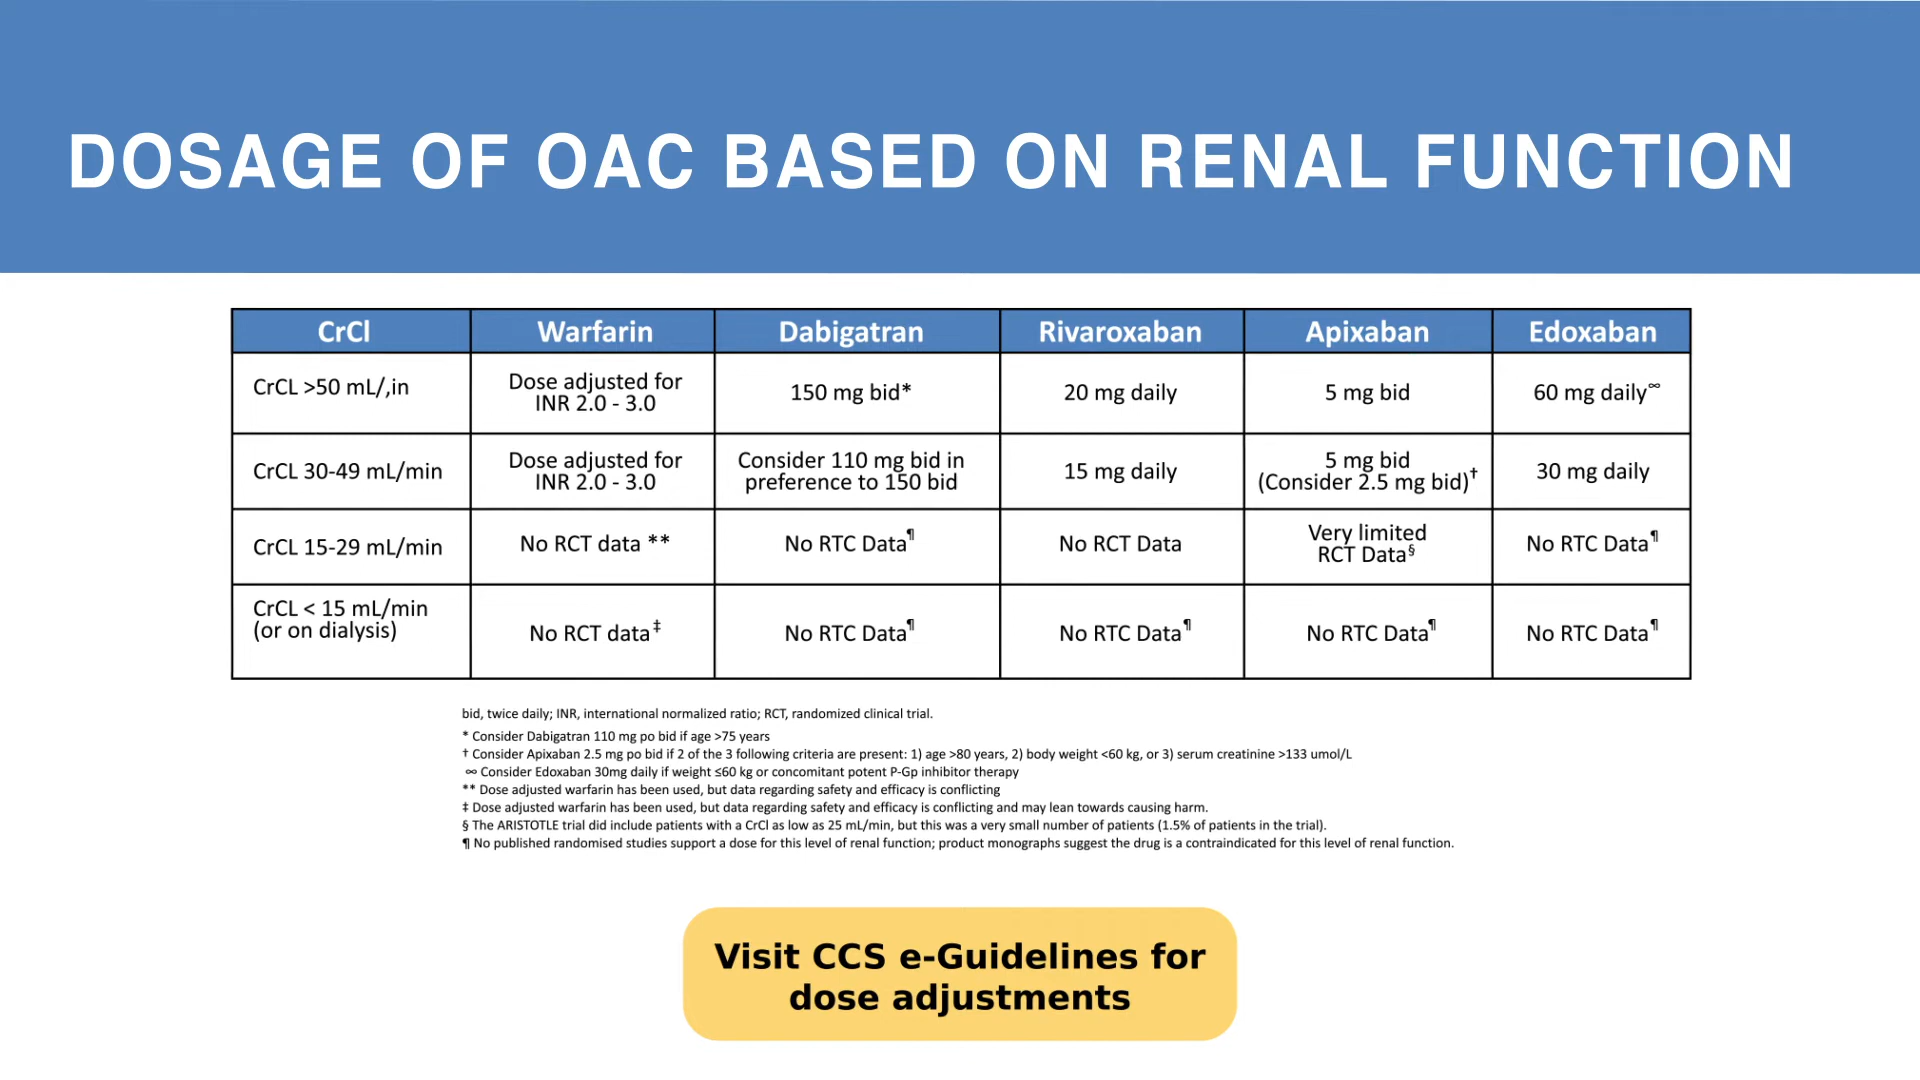 DOSAGE OF OAC BASED ON RENAL FUNCTION
CrCl Warfarin Dabigatran Rivaroxaban Apixaban Edoxaban
CrCL >50 mL/,in
Dose adjusted for
INR 2.0 - 3.0
150 mg bid*
20 mg daily
5 mg bid
60 mg daily∞
CrCL 30-49 mL/min
Dose adjusted for
INR 2.0 - 3.0
Consider 110 mg bid in
preference to 150 bid
15 mg daily
5 mg bid
(Consider 2.5 mg bid)†
30 mg daily
CrCL 15-29 mL/min
No RCT data **
No RTC Data¶
No RCT Data
Very limited
RCT Data§
No RTC Data¶
CrCL < 15 mL/min
(or on dialysis)
No RCT data‡
No RTC Data¶
No RTC Data¶
No RTC Data¶
No RTC Data¶
bid, twice daily; INR, international normalized ratio; RCT, randomized clinical trial.
* Consider Dabigatran 110 mg po bid if age >75 years
† Consider Apixaban 2.5 mg po bid if 2 of the 3 following criteria are present: 1) age >80 years, 2) body weight <60 kg, or 3) serum creatinine >133 umol/L
∞ Consider Edoxaban 30mg daily if weight ≤60 kg or concomitant potent P-Gp inhibitor therapy
** Dose adjusted warfarin has been used, but data regarding safety and efficacy is conflicting
‡ Dose adjusted warfarin has been used, but data regarding safety and efficacy is conflicting and may lean towards causing harm.
§ The ARISTOTLE trial did include patients with a CrCl as low as 25 mL/min, but this was a very small number of patients (1.5% of patients in the trial).
¶ No published randomised studies support a dose for this level of renal function; product monographs suggest the drug is a contraindicated for this level of renal function.
Visit CCS e-Guidelines for
dose adjustments